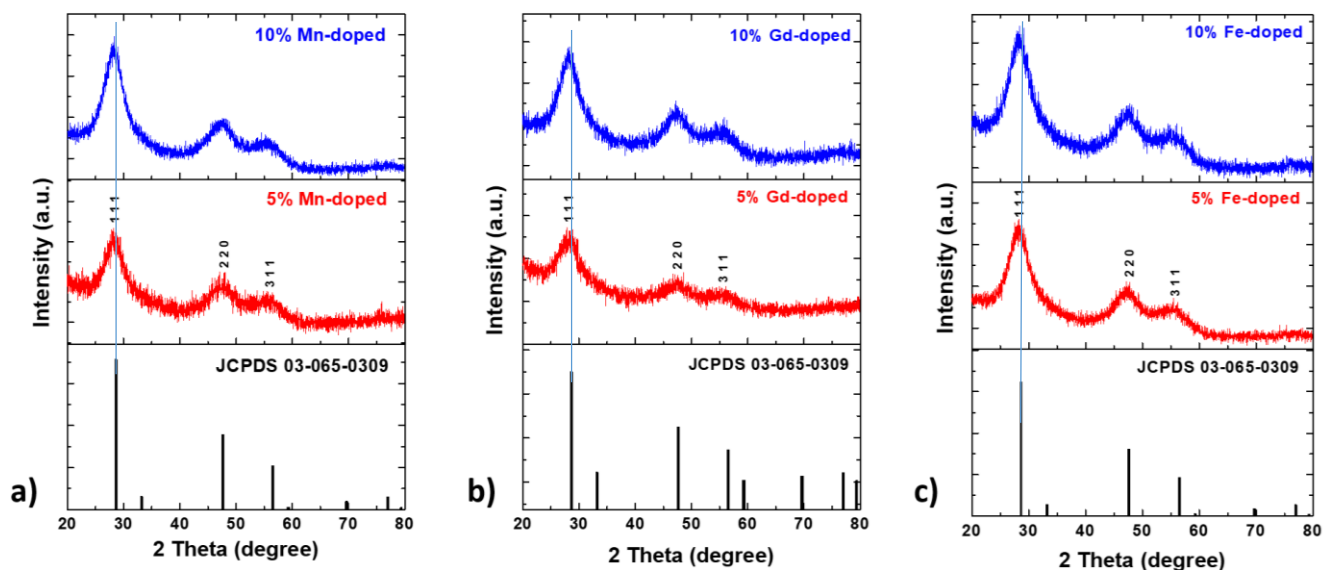 10% Mn-doped
5% Mn-doped
1 1 1
2 2 0
3 1 1
JCPDS 03-065-0309
Intensity (a.u.)
20 30 40 50 60 70 80
2 Theta (degree)
a)
10% Gd-doped
5% Gd-doped
1 1 1
2 2 0
3 1 1
JCPDS 03-065-0309
Intensity (a.u.)
20 30 40 50 60 70 80
2 Theta (degree)
b)
10% Fe-doped
5% Fe-doped
1 1 1
2 2 0
3 1 1
JCPDS 03-065-0309
Intensity (a.u.)
20 30 40 50 60 70 80
2 Theta (degree)
c)